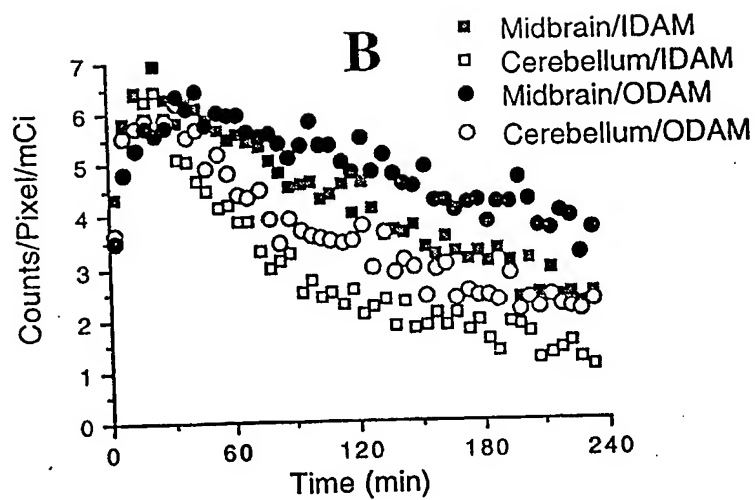 B
Midbrain/IDAM
Cerebellum/IDAM
Midbrain/ODAM
Cerebellum/ODAM
Counts/Pixel/mCi
7
6
5
4
3
2
1
0
0
60
120
180
240
Time (min)